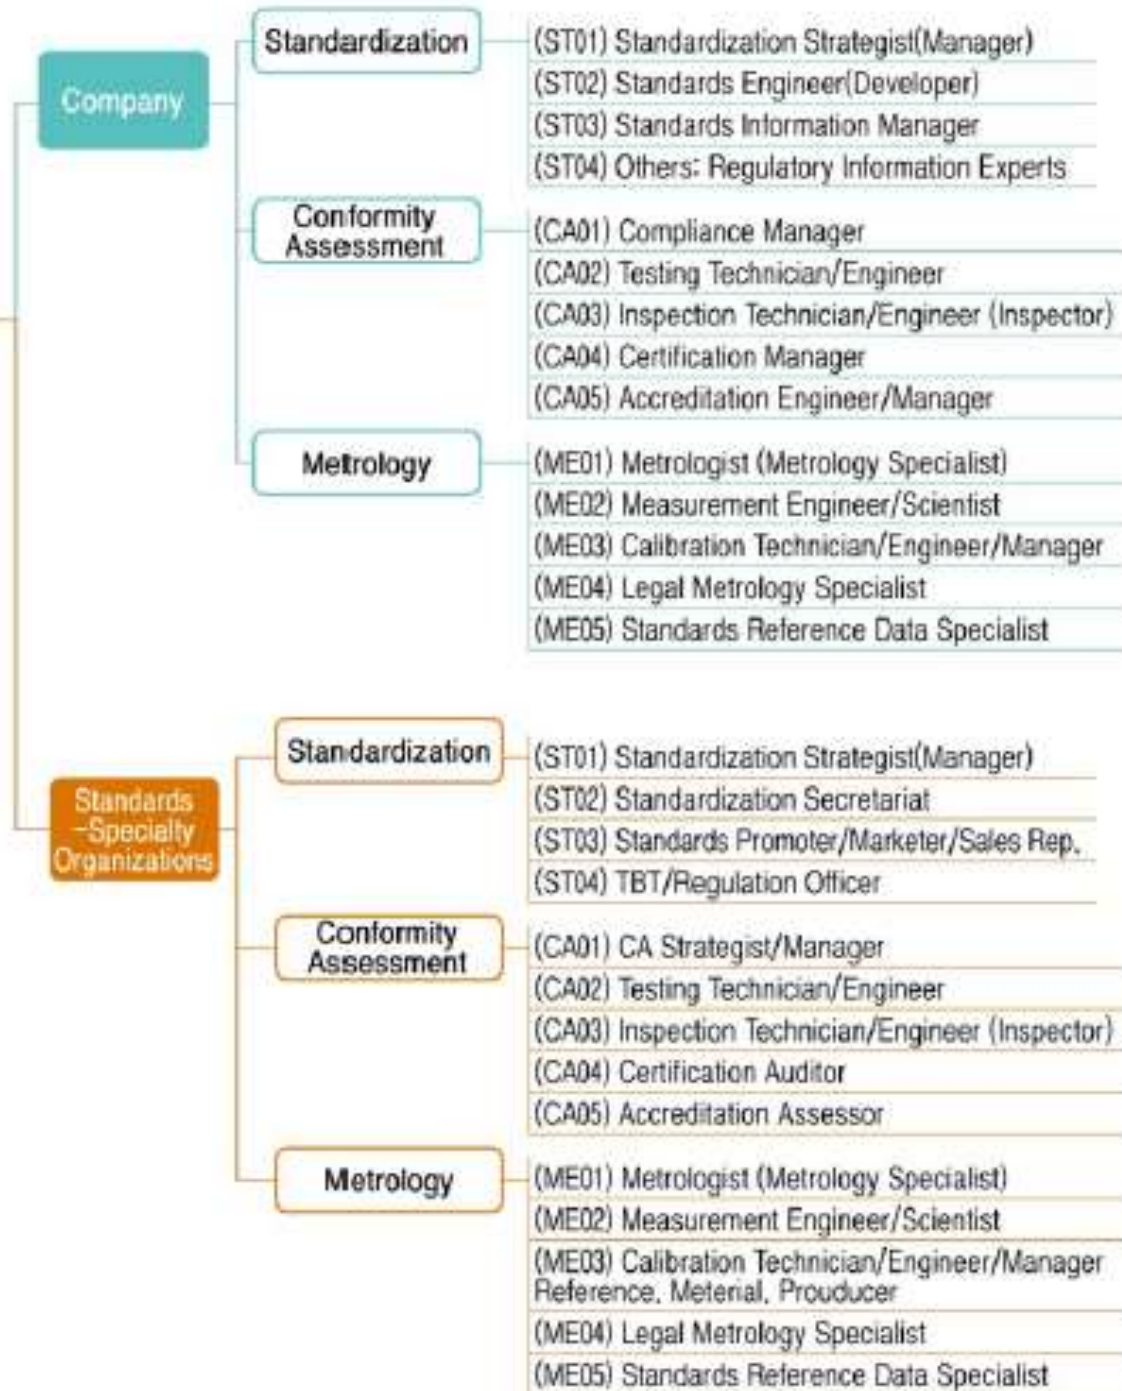 Company
Standardization
(ST01) Standardization Strategist(Manager)
(ST02) Standards Engineer(Developer)
(ST03) Standards Information Manager
(ST04) Others: Regulatory Information Experts
Conformity
Assessment
(CA01) Compliance Manager
(CA02) Testing Technician/Engineer
(CA03) Inspection Technician/Engineer (Inspector)
(CA04) Certification Manager
(CA05) Accreditation Engineer/Manager
Metrology
(ME01) Metrologist (Metrology Specialist)
(ME02) Measurement Engineer/Scientist
(ME03) Calibration Technician/Engineer/Manager
(ME04) Legal Metrology Specialist
(ME05) Standards Reference Data Specialist
Standards
-Specialty
Organizations
Standardization
(ST01) Standardization Strategist(Manager)
(ST02) Standardization Secretariat
(ST03) Standards Promoter/Marketer/Sales Rep.
(ST04) TBT/Regulation Officer
Conformity
Assessment
(CA01) CA Strategist/Manager
(CA02) Testing Technician/Engineer
(CA03) Inspection Technician/Engineer (Inspector)
(CA04) Certification Auditor
(CA05) Accreditation Assessor
Metrology
(ME01) Metrologist (Metrology Specialist)
(ME02) Measurement Engineer/Scientist
(ME03) Calibration Technician/Engineer/Manager
Reference, Meterial, Prouducer
(ME04) Legal Metrology Specialist
(ME05) Standards Reference Data Specialist